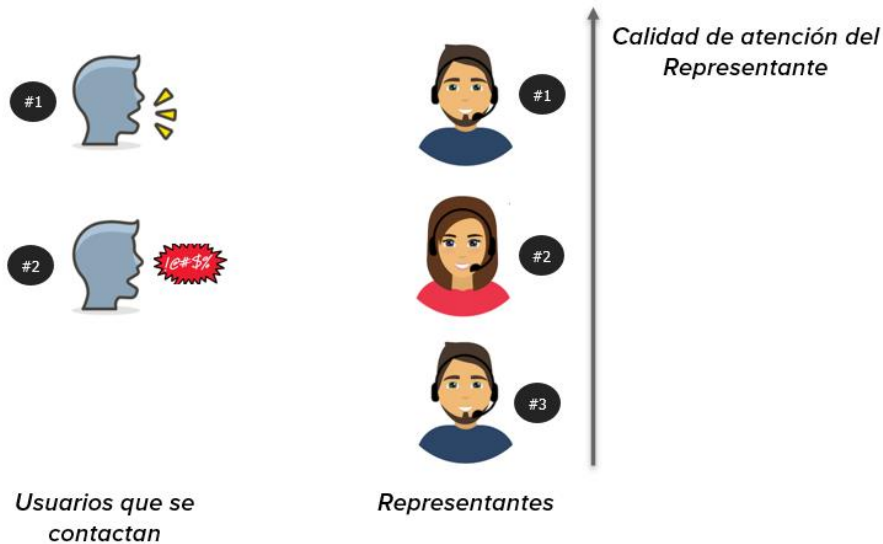 Calidad de atención del
Representante
#1
#1
#2
!@#$%
#2
#3
Usuarios que se
contactan
Representantes